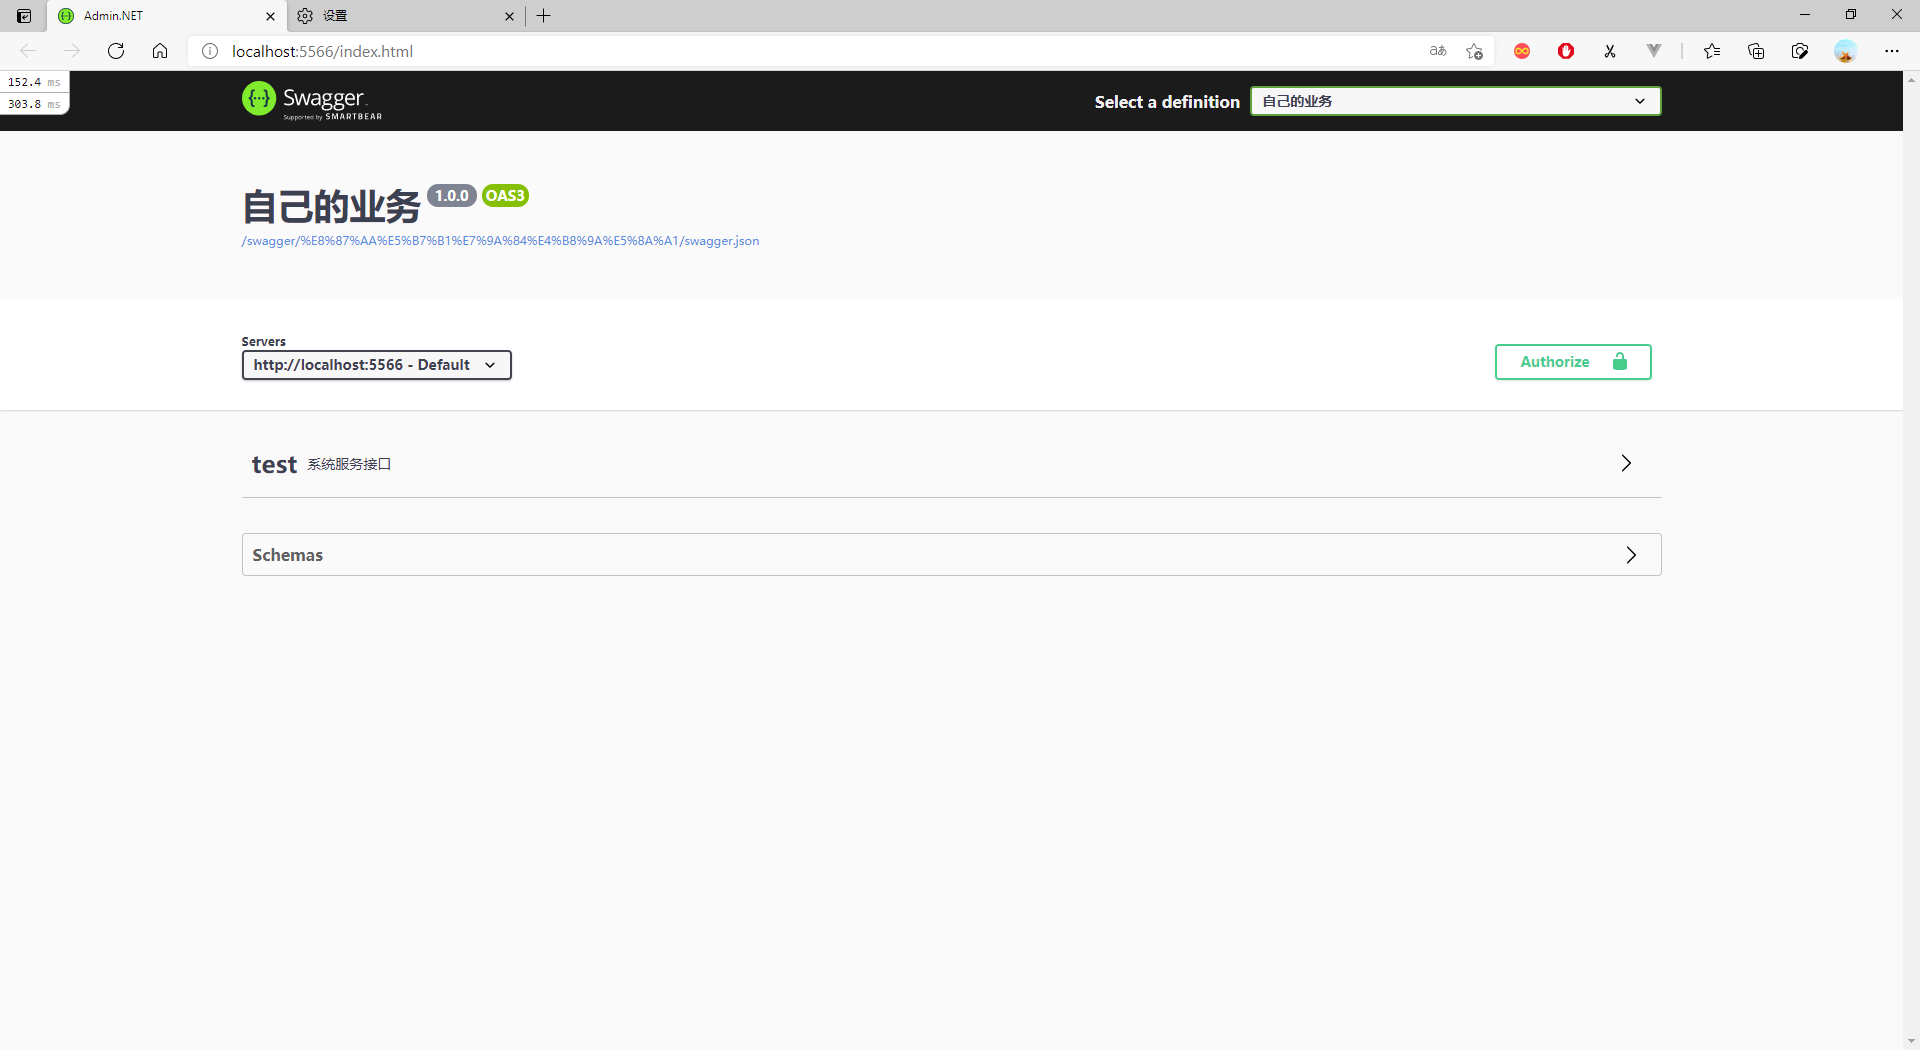 Admin.NET
设置
localhost:5566/index.html
aあ
152.4 ms
303.8 ms
Swagger
Supported by SMARTBEAR
Select a definition
自己的业务
自己的业务 1.0.0 OAS3
/swagger/%E8%87%AA%E5%B7%B1%E7%9A%84%E4%B8%9A%E5%8A%A1/swagger.json
Servers
http://localhost:5566 - Default
Authorize
test 系统服务接口
Schemas